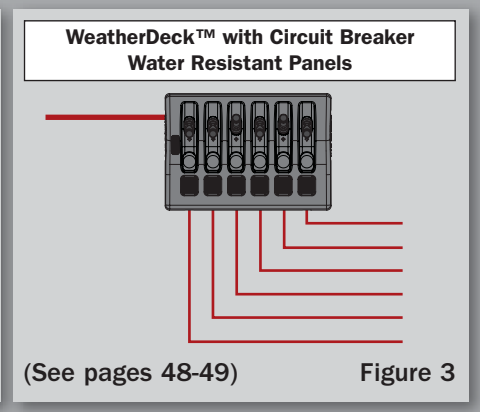 WeatherDeck™ with Circuit Breaker
Water Resistant Panels
(See pages 48-49) Figure 3